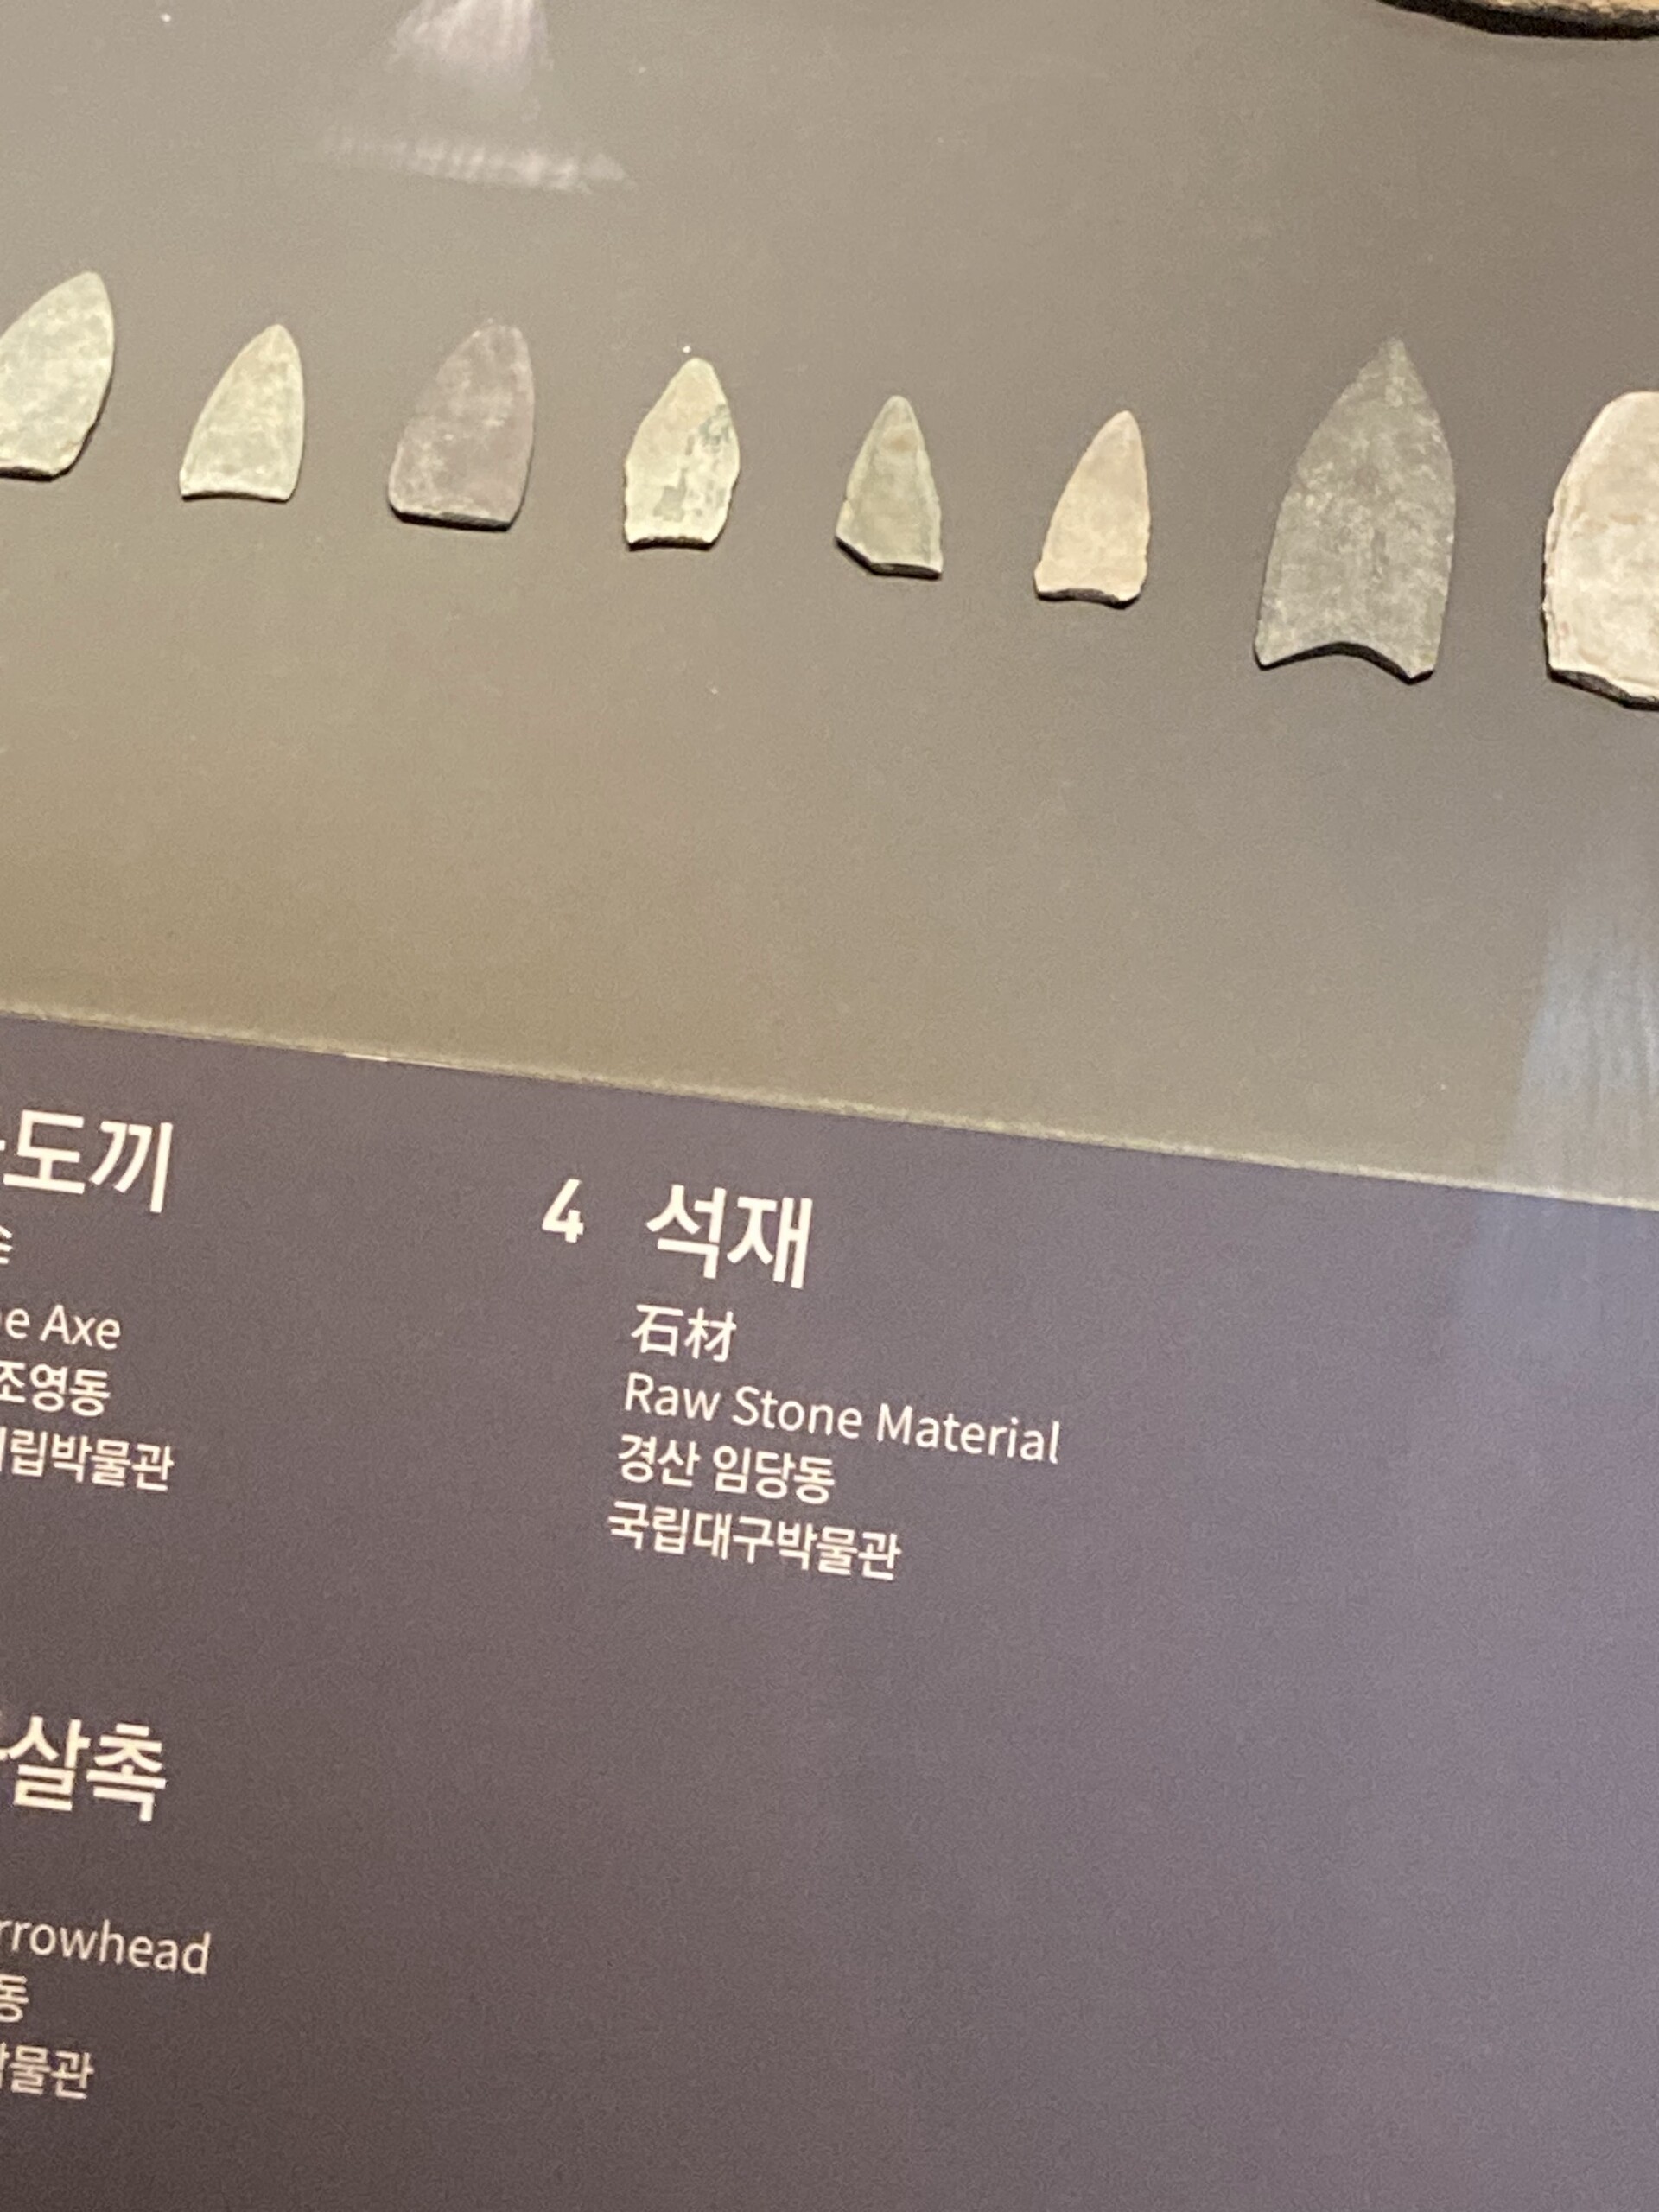 도끼
e Axe
조영동
립박물관
4 석재
石材
Raw Stone Material
경산 임당동
국립대구박물관
살촉
rrowhead
동
물관